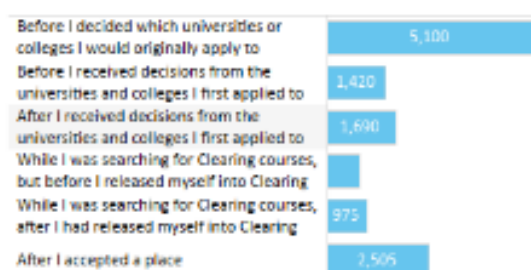 Before I decided which universities or
colleges I would originally apply to
5,100
Before I received decisions from the
universities and colleges I first applied to
1,420
After I received decisions from the
universities and colleges I first applied to
1,690
While I was searching for Clearing courses,
but before I released myself into Clearing
While I was searching for Clearing courses,
after I had released myself into Clearing
975
After I accepted a place
2,505